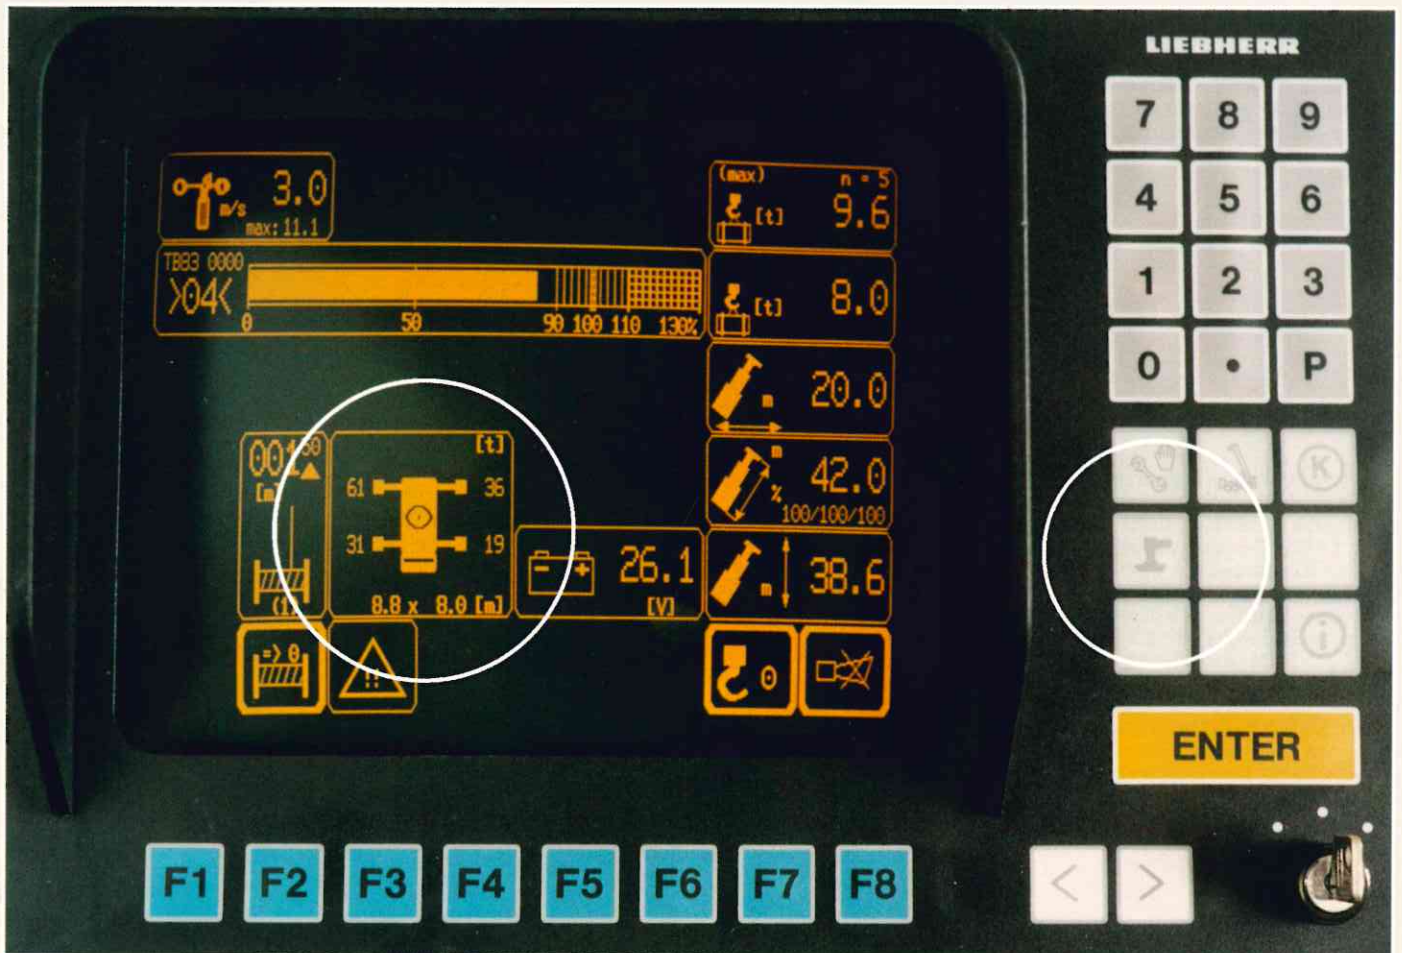 LIEBHERR
7 8 9
4 5 6
1 2 3
0 • P
K
i
ENTER
3.0
m/s
max: 11.1
(max) n = 5
[t] 9.6
TBB3 0000
>04<
0 50 90 100 110 130%
[t] 8.0
m 20.0
m
% 42.0
100/100/100
m 38.6
[m]
[t]
61 36
31 19
8.8 x 8.0 [m]
- + 26.1
[V]
=> 0
!!
0
F1 F2 F3 F4 F5 F6 F7 F8
< >